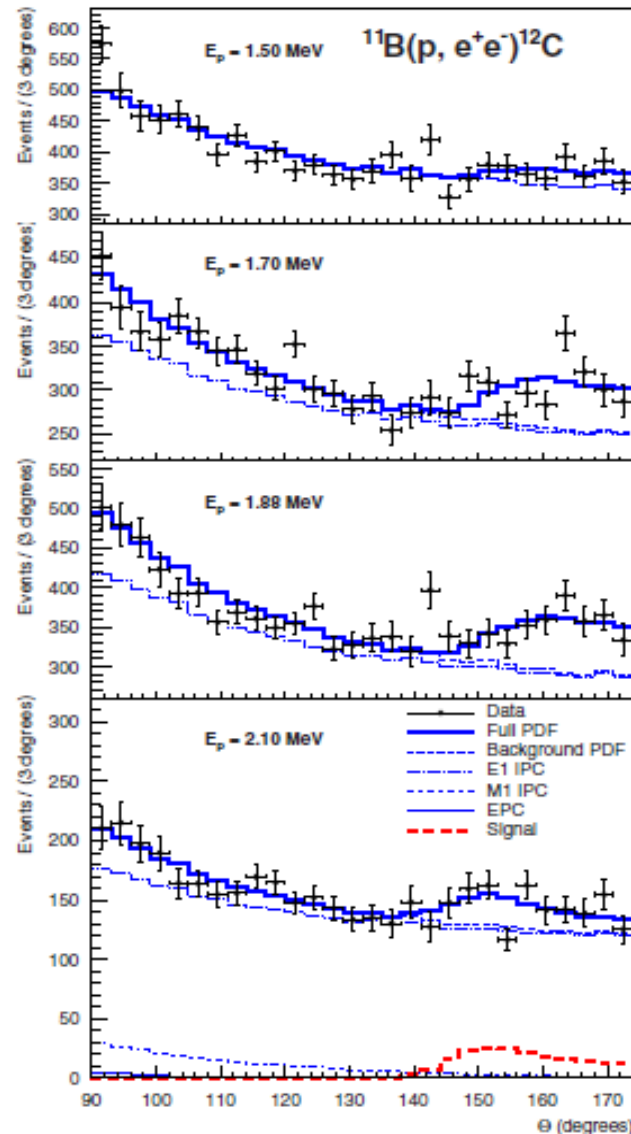 Eₚ = 1.50 MeV
¹¹B(p, e⁺e⁻)¹²C
Events / (3 degrees)
600
550
500
450
400
350
300
Eₚ = 1.70 MeV
Events / (3 degrees)
450
400
350
300
250
Eₚ = 1.88 MeV
Events / (3 degrees)
550
500
450
400
350
300
Eₚ = 2.10 MeV
Events / (3 degrees)
300
250
200
150
100
50
0
Data
Full PDF
Background PDF
E1 IPC
M1 IPC
EPC
Signal
90 100 110 120 130 140 150 160 170
Θ (degrees)